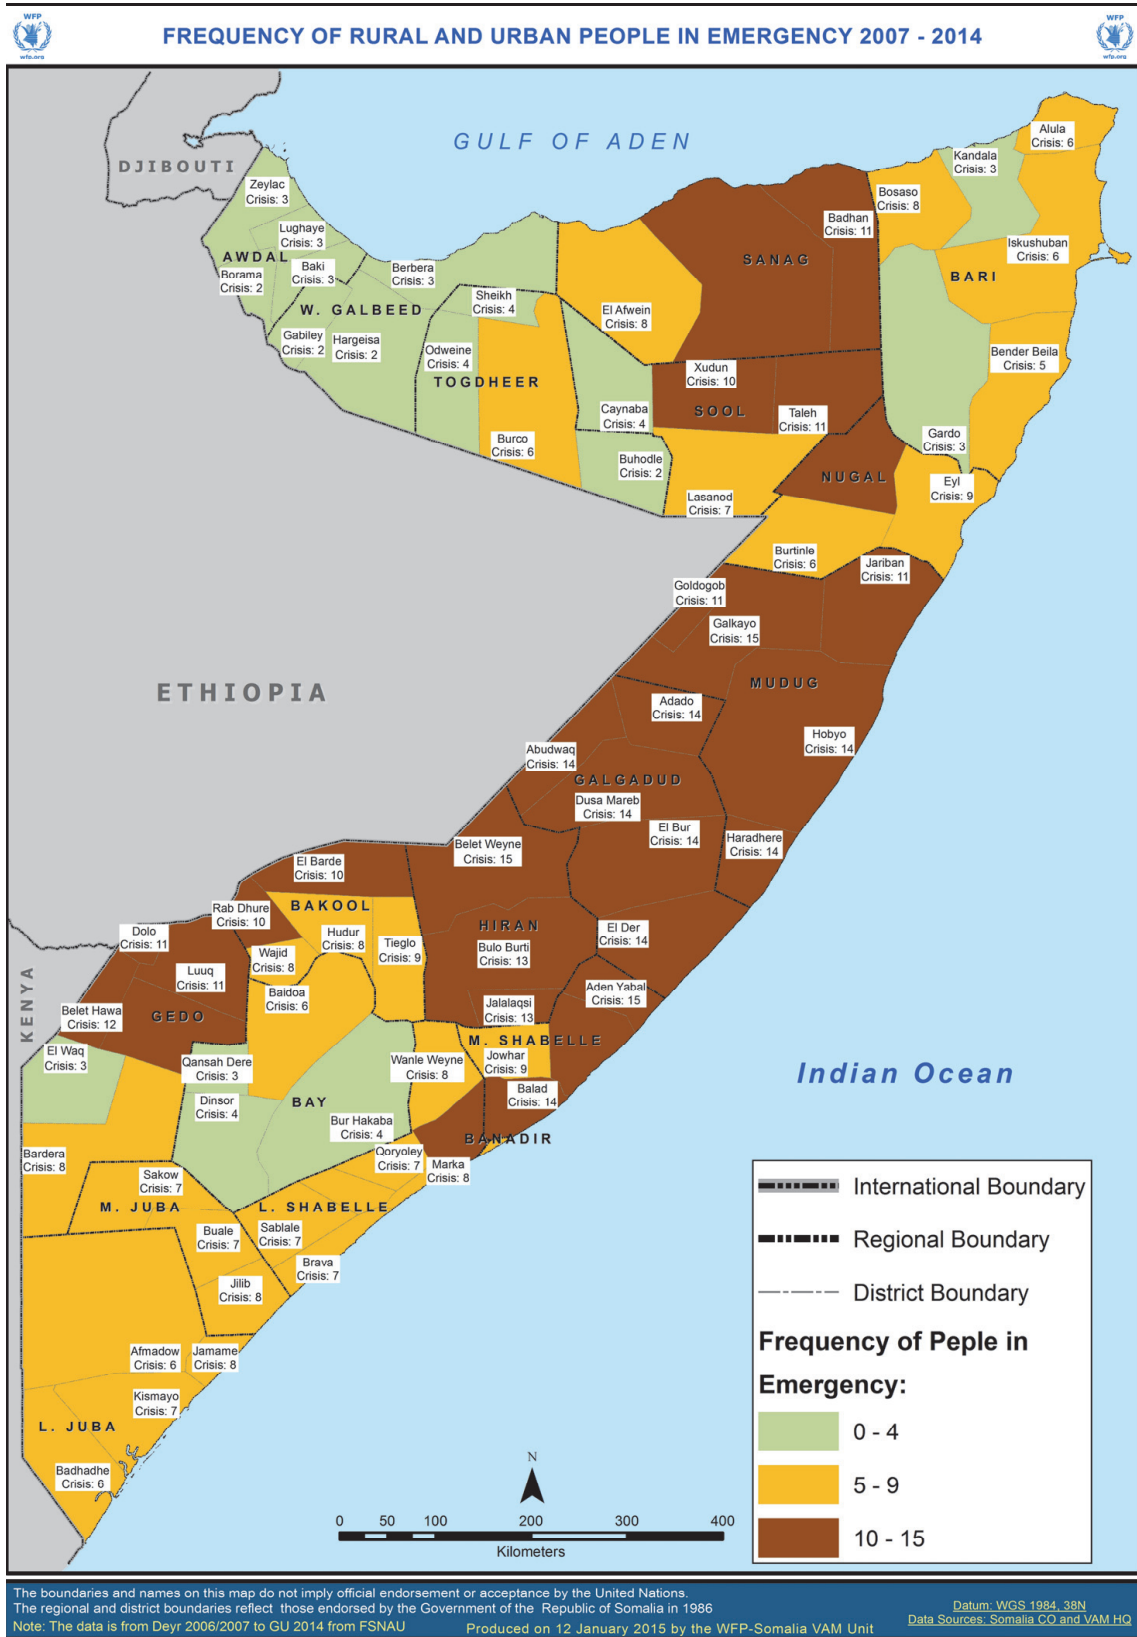 WFP
wfp.org
FREQUENCY OF RURAL AND URBAN PEOPLE IN EMERGENCY 2007 - 2014
WFP
wfp.org
GULF OF ADEN
DJIBOUTI
Alula
Crisis: 6
Kandala
Crisis: 3
Zeylac
Crisis: 3
Bosaso
Crisis: 8
Badhan
Crisis: 11
Lughaye
Crisis: 3
Iskushuban
Crisis: 6
AWDAL
SANAG
BARI
Borama
Crisis: 2
Baki
Crisis: 3
Berbera
Crisis: 3
Sheikh
Crisis: 4
W. GALBEED
El Afwein
Crisis: 8
Gabiley
Crisis: 2
Hargeisa
Crisis: 2
Odweine
Crisis: 4
Bender Beila
Crisis: 5
Xudun
Crisis: 10
TOGDHEER
Caynaba
Crisis: 4
SOOL
Taleh
Crisis: 11
Burco
Crisis: 6
Gardo
Crisis: 3
Buhodle
Crisis: 2
NUGAL
Eyl
Crisis: 9
Lasanod
Crisis: 7
Burtinle
Crisis: 6
Jariban
Crisis: 11
Goldogob
Crisis: 11
Galkayo
Crisis: 15
ETHIOPIA
MUDUG
Adado
Crisis: 14
Hobyo
Crisis: 14
Abudwaq
Crisis: 14
GALGADUD
Dusa Mareb
Crisis: 14
El Bur
Crisis: 14
Haradhere
Crisis: 14
Belet Weyne
Crisis: 15
El Barde
Crisis: 10
BAKOOL
Rab Dhure
Crisis: 10
HIRAN
El Der
Crisis: 14
Dolo
Crisis: 11
Hudur
Crisis: 8
Tieglo
Crisis: 9
Bulo Burti
Crisis: 13
Wajid
Crisis: 8
Luuq
Crisis: 11
Baidoa
Crisis: 6
Aden Yabal
Crisis: 15
KENYA
Belet Hawa
Crisis: 12
GEDO
Jalalaqsi
Crisis: 13
M. SHABELLE
El Waq
Crisis: 3
Qansah Dere
Crisis: 3
Wanle Weyne
Crisis: 8
Jowhar
Crisis: 9
Indian Ocean
Dinsor
Crisis: 4
BAY
Balad
Crisis: 14
Bur Hakaba
Crisis: 4
BANADIR
Bardera
Crisis: 8
Qoryoley
Crisis: 7
Marka
Crisis: 8
Sakow
Crisis: 7
M. JUBA
L. SHABELLE
Buale
Crisis: 7
Sablale
Crisis: 7
Brava
Crisis: 7
Jilib
Crisis: 8
Afmadow
Crisis: 6
Jamame
Crisis: 8
Kismayo
Crisis: 7
L. JUBA
Badhadhe
Crisis: 6
International Boundary
Regional Boundary
District Boundary
Frequency of Peple in
Emergency:
0 - 4
5 - 9
10 - 15
N
0 50 100 200 300 400
Kilometers
The boundaries and names on this map do not imply official endorsement or acceptance by the United Nations.
The regional and district boundaries reflect those endorsed by the Government of the Republic of Somalia in 1986
Note: The data is from Deyr 2006/2007 to GU 2014 from FSNAU
Produced on 12 January 2015 by the WFP-Somalia VAM Unit
Datum: WGS 1984, 38N
Data Sources: Somalia CO and VAM HQ